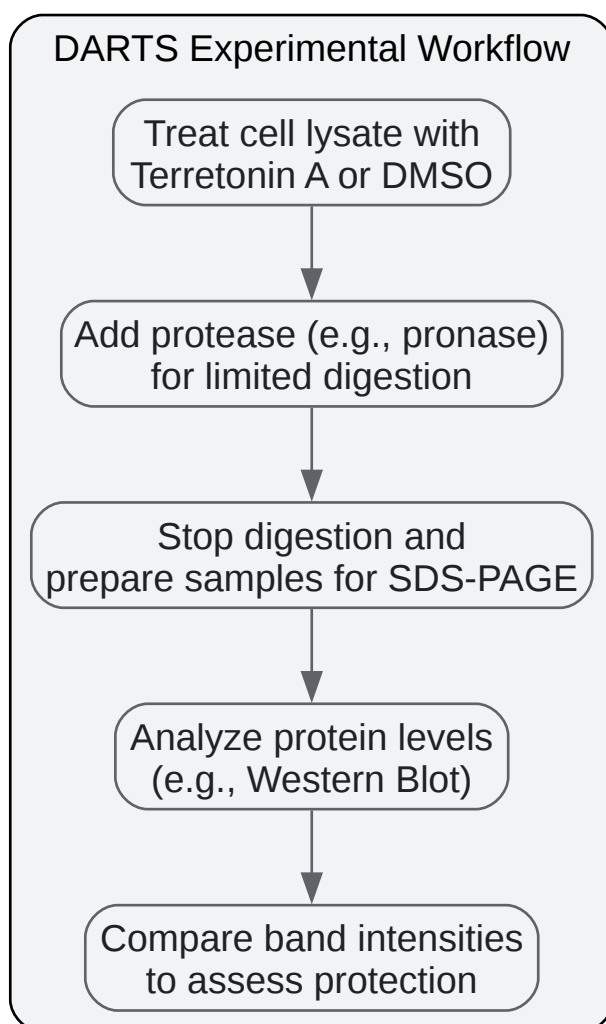 DARTS Experimental Workflow
Treat cell lysate with
Terretonin A or DMSO
Add protease (e.g., pronase)
for limited digestion
Stop digestion and
prepare samples for SDS-PAGE
Analyze protein levels
(e.g., Western Blot)
Compare band intensities
to assess protection